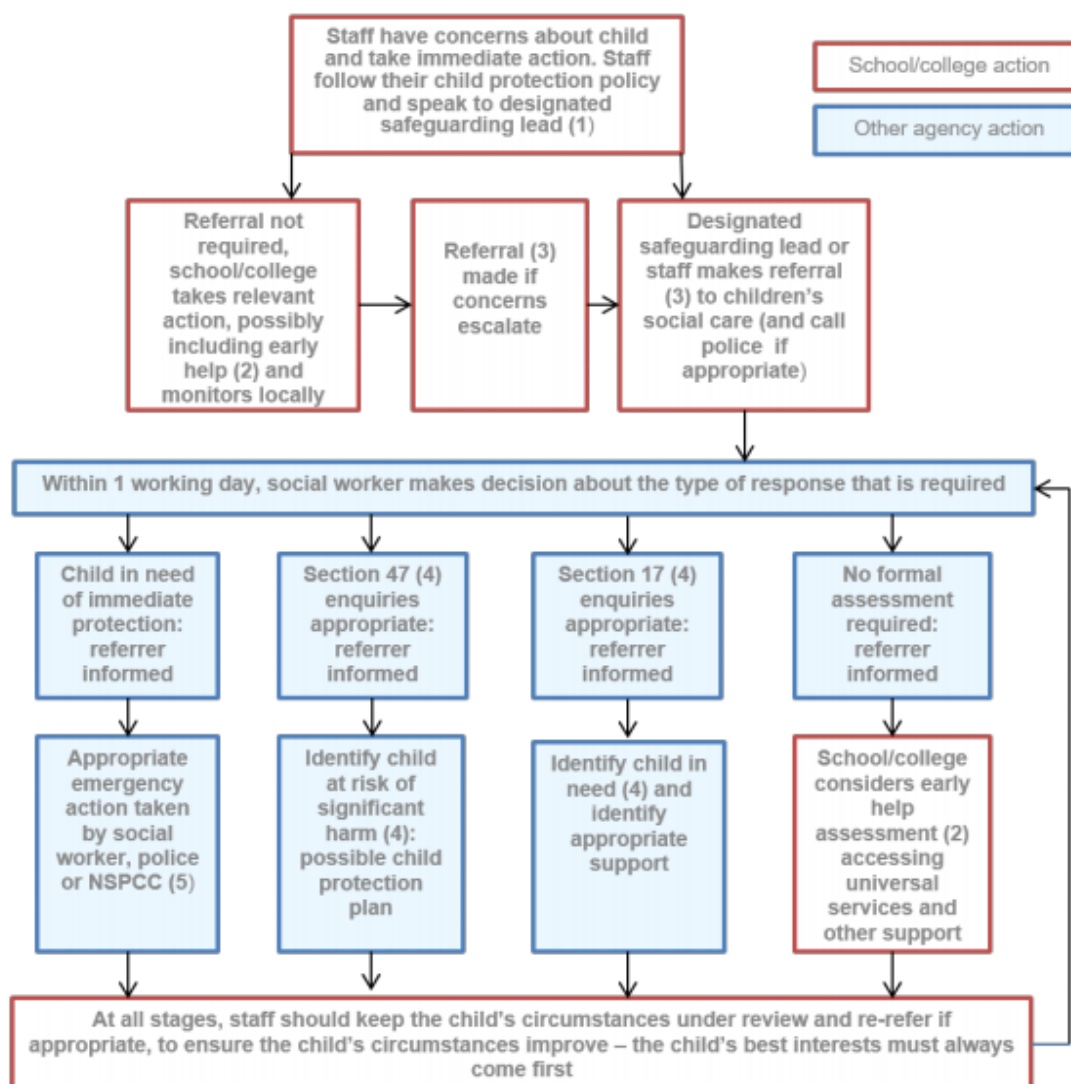 Staff have concerns about child
and take immediate action. Staff
follow their child protection policy
and speak to designated
safeguarding lead (1)
School/college action
Other agency action
Referral not
required,
school/college
takes relevant
action, possibly
including early
help (2) and
monitors locally
Referral (3)
made if
concerns
escalate
Designated
safeguarding lead or
staff makes referral
(3) to children's
social care (and call
police if
appropriate)
Within 1 working day, social worker makes decision about the type of response that is required
Child in need
of immediate
protection:
referrer
informed
Section 47 (4)
enquiries
appropriate:
referrer
informed
Section 17 (4)
enquiries
appropriate:
referrer
informed
No formal
assessment
required:
referrer
informed
Appropriate
emergency
action taken
by social
worker, police
or NSPCC (5)
Identify child
at risk of
significant
harm (4):
possible child
protection
plan
Identify child in
need (4) and
identify
appropriate
support
School/college
considers early
help
assessment (2)
accessing
universal
services and
other support
At all stages, staff should keep the child's circumstances under review and re-refer if
appropriate, to ensure the child's circumstances improve – the child's best interests must always
come first